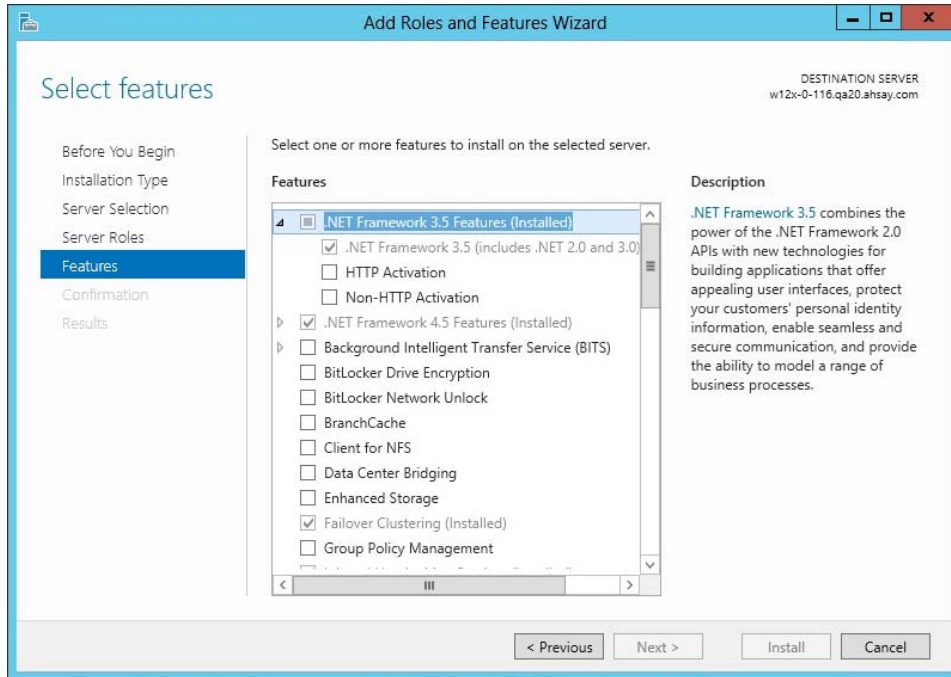 Add Roles and Features Wizard
Select features
DESTINATION SERVER
w12x-0-116.qa20.ahsay.com
Before You Begin
Installation Type
Server Selection
Server Roles
Features
Confirmation
Results
Select one or more features to install on the selected server.
Features
.NET Framework 3.5 Features (Installed)
.NET Framework 3.5 (includes .NET 2.0 and 3.0)
HTTP Activation
Non-HTTP Activation
.NET Framework 4.5 Features (Installed)
Background Intelligent Transfer Service (BITS)
BitLocker Drive Encryption
BitLocker Network Unlock
BranchCache
Client for NFS
Data Center Bridging
Enhanced Storage
Failover Clustering (Installed)
Group Policy Management
Description
.NET Framework 3.5 combines the
power of the .NET Framework 2.0
APIs with new technologies for
building applications that offer
appealing user interfaces, protect
your customers' personal identity
information, enable seamless and
secure communication, and provide
the ability to model a range of
business processes.
< Previous
Next >
Install
Cancel